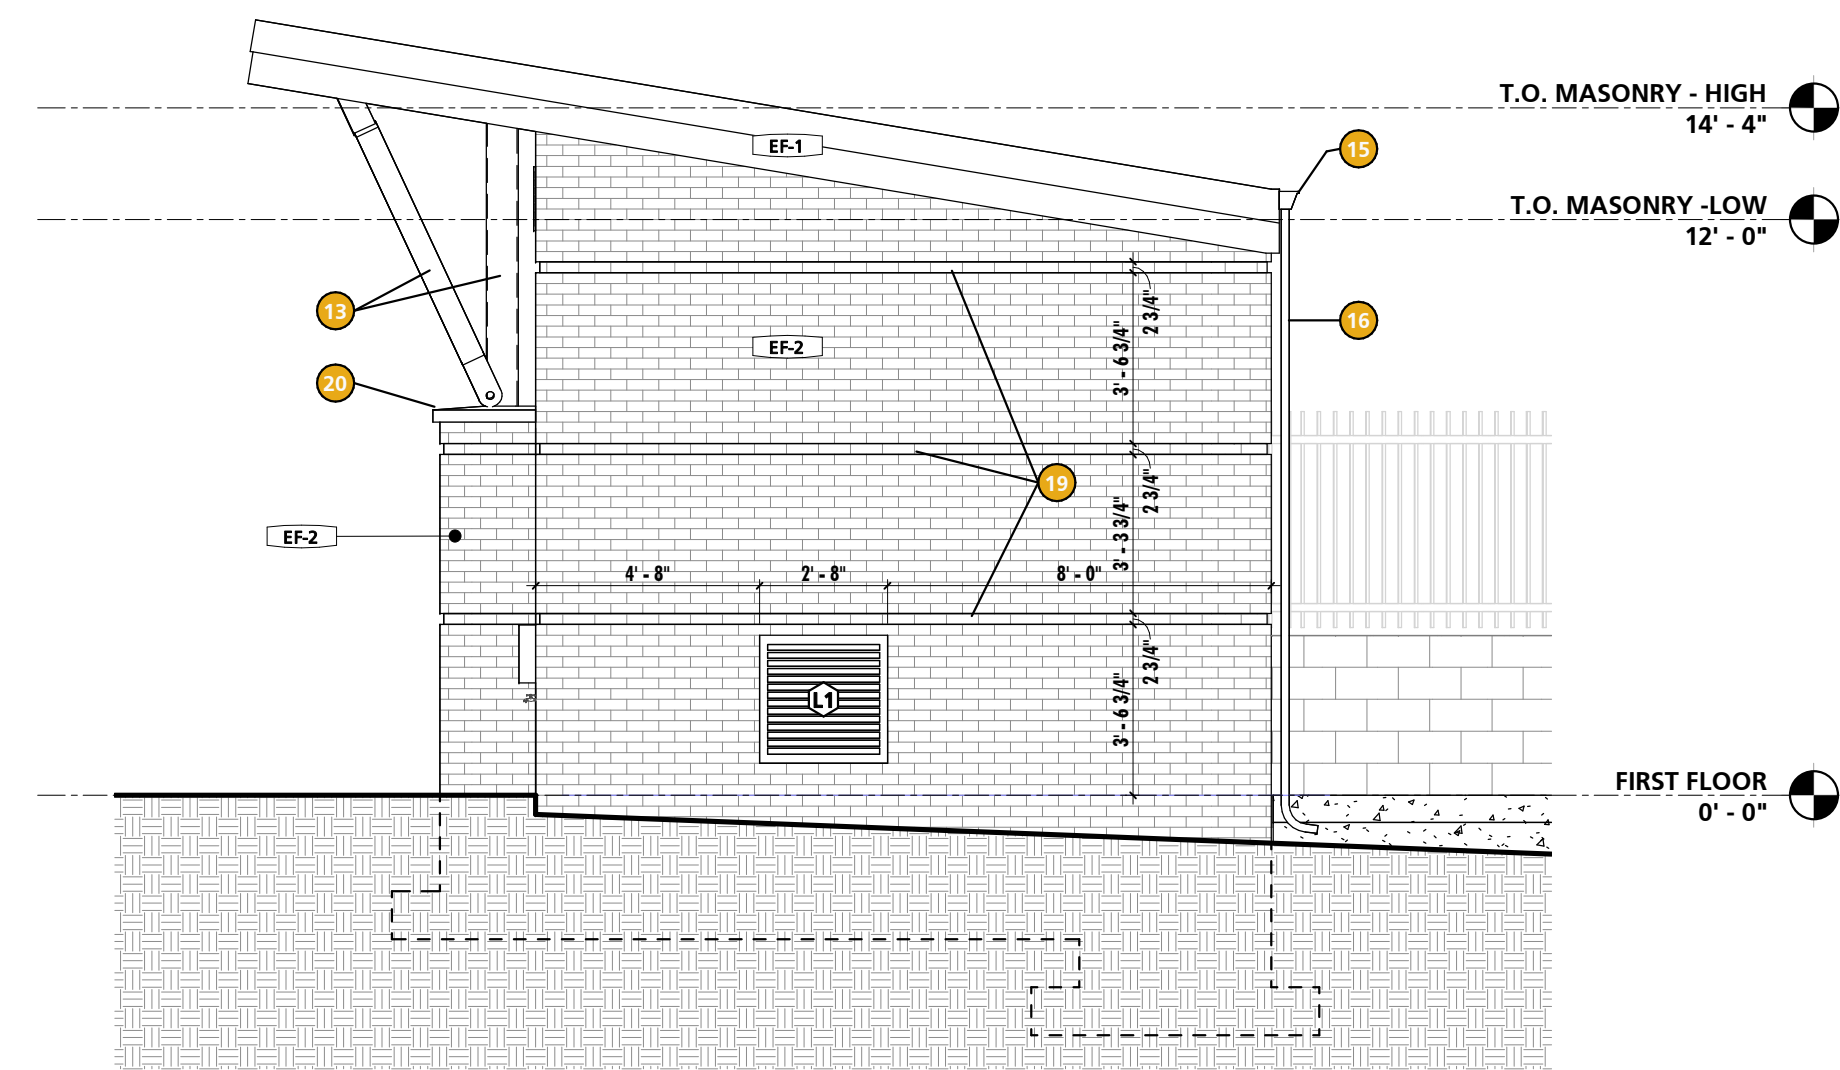 T.O. MASONRY - HIGH
14' - 4"
EF-1
15
T.O. MASONRY -LOW
12' - 0"
13
2 3/4"
16
3' - 6 3/4"
EF-2
20
19
2 3/4"
3' - 3 3/4"
EF-2
4' - 8"
2' - 8"
8' - 0"
2 3/4"
3' - 6 3/4"
L1
FIRST FLOOR
0' - 0"